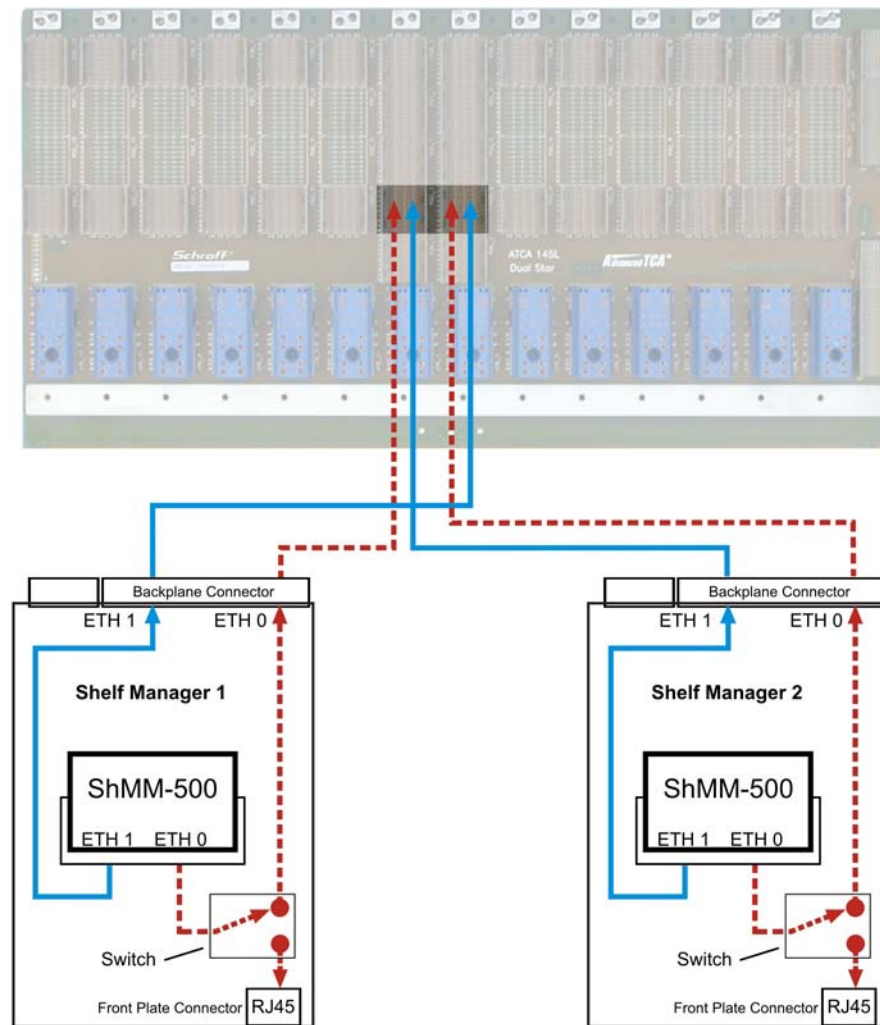 Schroff
ATCA 14SL
Dual Star
AdvancedTCA
Backplane Connector
ETH 1
ETH 0
Shelf Manager 1
ShMM-500
ETH 1
ETH 0
Switch
Front Plate Connector
RJ45
Backplane Connector
ETH 1
ETH 0
Shelf Manager 2
ShMM-500
ETH 1
ETH 0
Switch
Front Plate Connector
RJ45